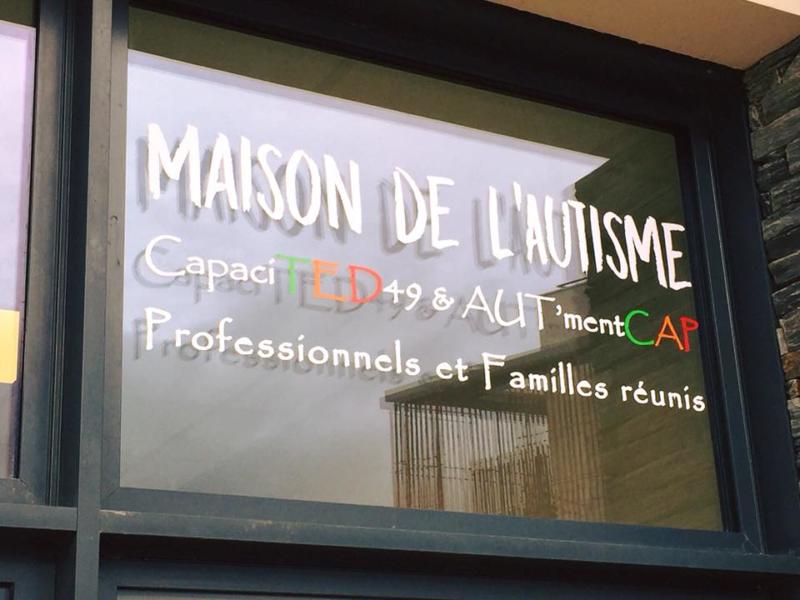 MAISON DE L'AUTISME
CapaciTED49 & AUT'mentCAP
Professionnels et Familles réunis